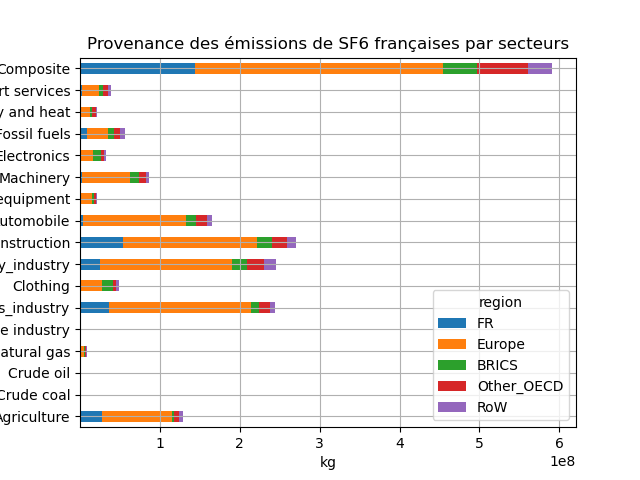 Provenance des émissions de SF6 françaises par secteurs
Composite
rt services
y and heat
Fossil fuels
Electronics
Machinery
equipment
utomobile
nstruction
y_industry
Clothing
s_industry
e industry
atural gas
Crude oil
Crude coal
Agriculture
region
FR
Europe
BRICS
Other_OECD
RoW
1 2 3 4 5 6
kg
1e8